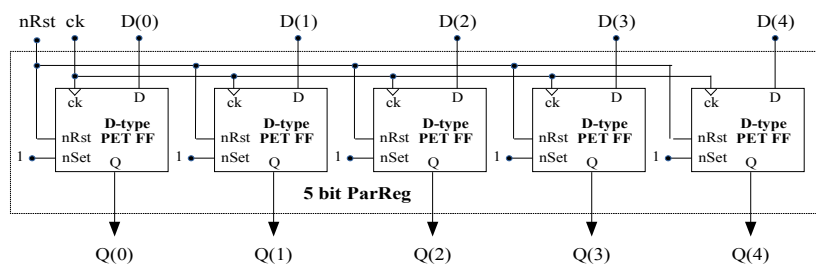 nRst ck D(0) D(1) D(2) D(3) D(4)
ck D ck D ck D ck D ck D
D-type D-type D-type D-type D-type
nRst PET FF nRst PET FF nRst PET FF nRst PET FF nRst PET FF
1 nSet Q 1 nSet Q 1 nSet Q 1 nSet Q 1 nSet Q
5 bit ParReg
Q(0) Q(1) Q(2) Q(3) Q(4)